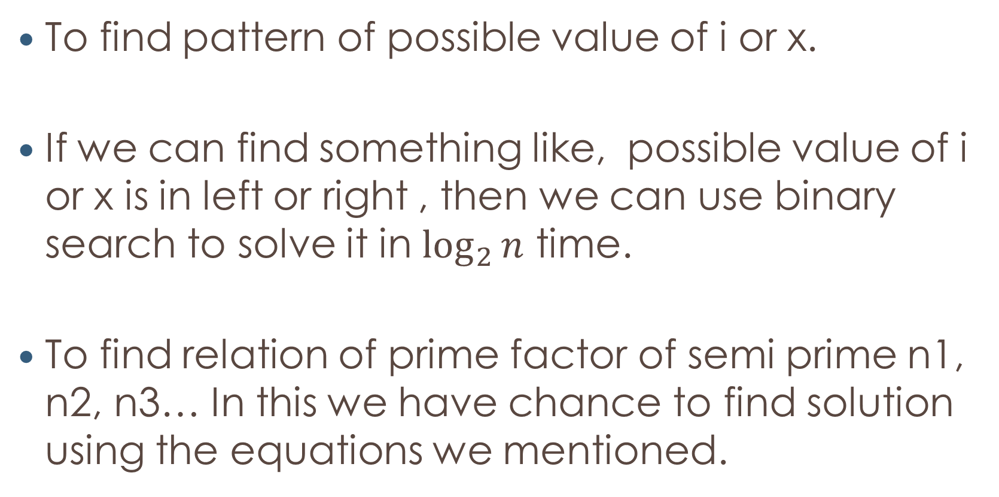 • To find pattern of possible value of i or x.
• If we can find something like,  possible value of i
or x is in left or right , then we can use binary
search to solve it in log₂ n time.
• To find relation of prime factor of semi prime n1,
n2, n3… In this we have chance to find solution
using the equations we mentioned.